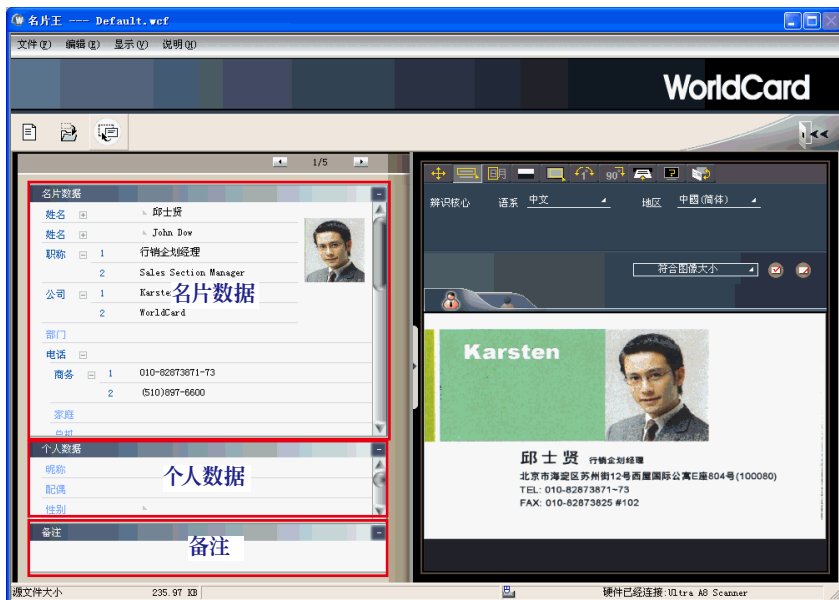 名片王 --- Default.wcf
文件(F) 编辑(E) 显示(V) 说明(H)
WorldCard
1/5
名片数据
姓名 邱士贤
姓名 John Dow
职称 1 行销企划经理
2 Sales Section Manager
公司 1 Karste
名片数据
2 WorldCard
部门
电话
商务 1 010-82873871-73
2 (510)897-6600
家庭
总机
个人数据
昵称
个人数据
配偶
性别
备注
备注
90°
辨识核心 语系 中文 地区 中國(简体)
符合图像大小
Karsten
邱士贤 行销企划经理
北京市海淀区苏州街12号西屋国际公寓E座804号(100080)
TEL: 010-82873871~73
FAX: 010-82873825 #102
源文件大小 235.97 KB 硬件已经连接:Ultra A8 Scanner